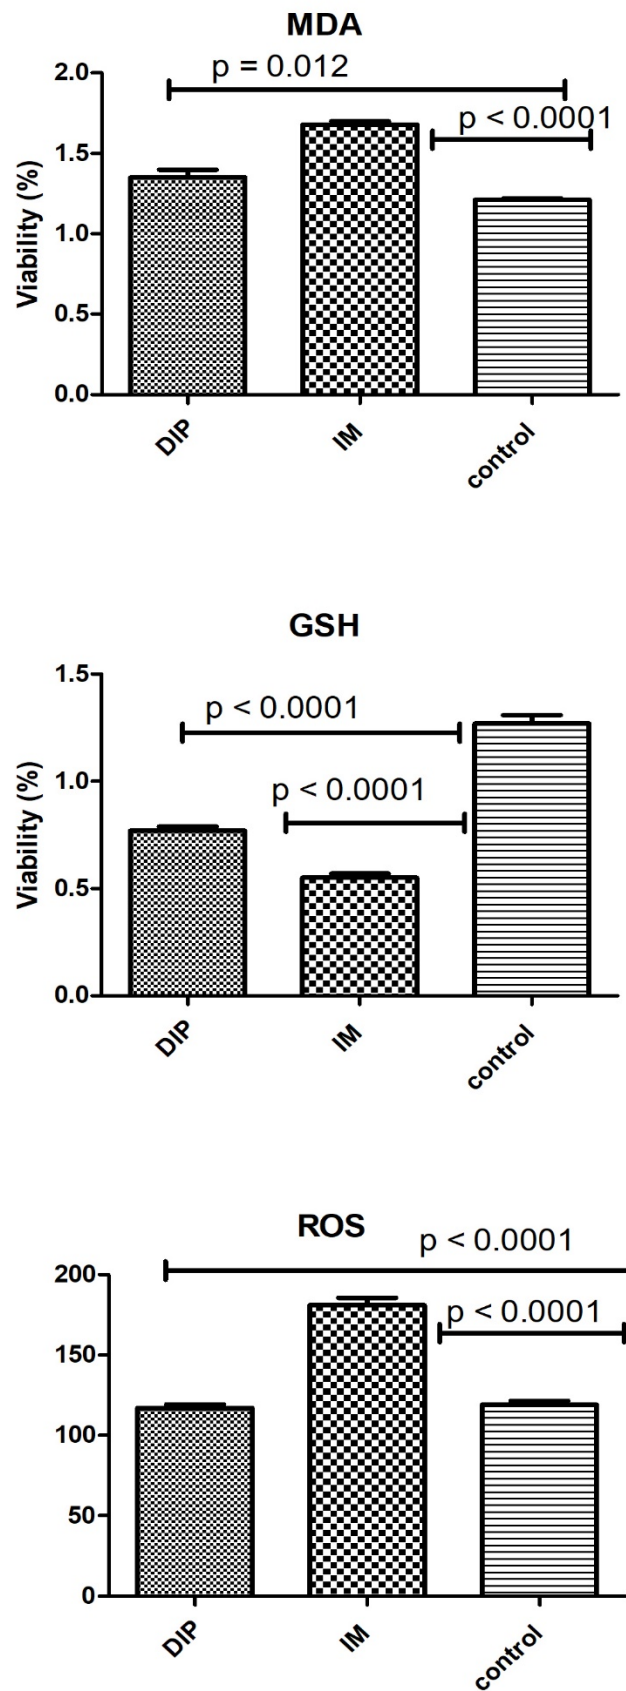 MDA
p = 0.012
p < 0.0001
Viability (%)
2.0
1.5
1.0
0.5
0.0
DIP
IM
control
GSH
p < 0.0001
p < 0.0001
Viability (%)
1.5
1.0
0.5
0.0
DIP
IM
control
ROS
p < 0.0001
p < 0.0001
200
150
100
50
0
DIP
IM
control